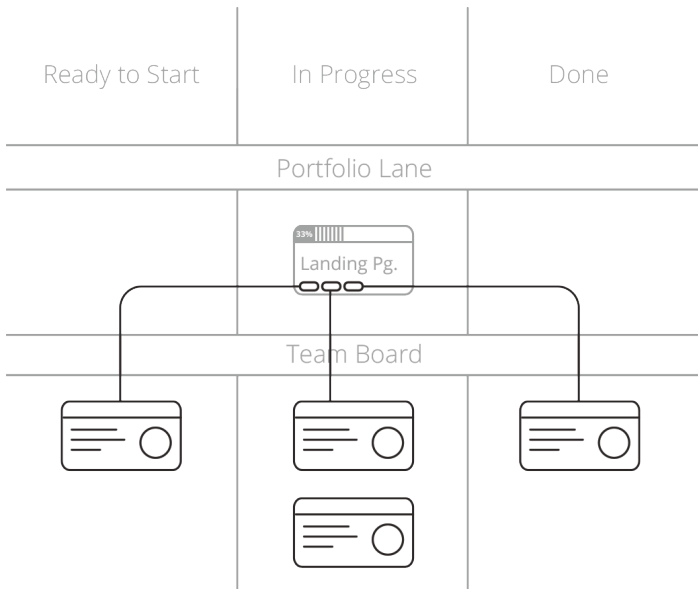 Ready to Start
In Progress
Done
Portfolio Lane
33%
Landing Pg.
Team Board